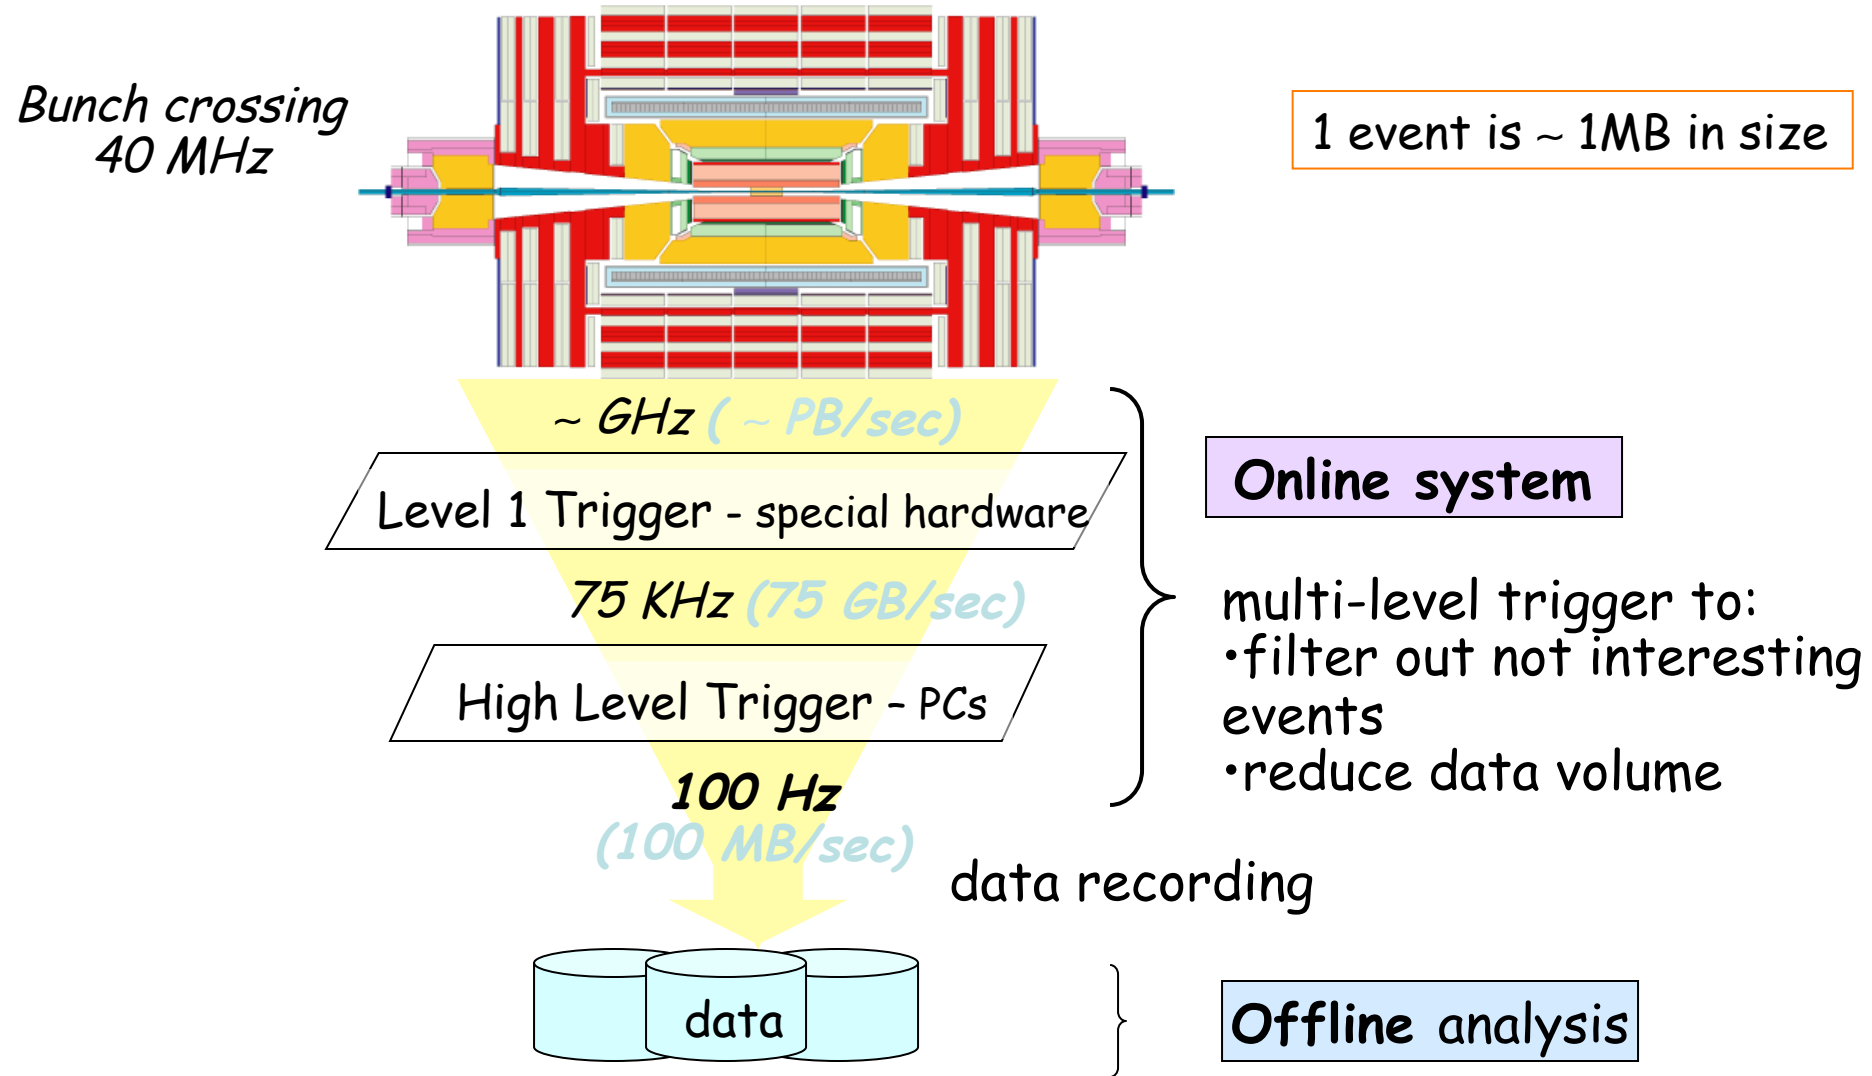 Bunch crossing
40 MHz
1 event is ~ 1MB in size
~ GHz ( ~ PB/sec)
Level 1 Trigger - special hardware
Online system
75 KHz (75 GB/sec)
multi-level trigger to:
•filter out not interesting
events
•reduce data volume
High Level Trigger – PCs
100 Hz
(100 MB/sec)
data recording
data
Offline analysis